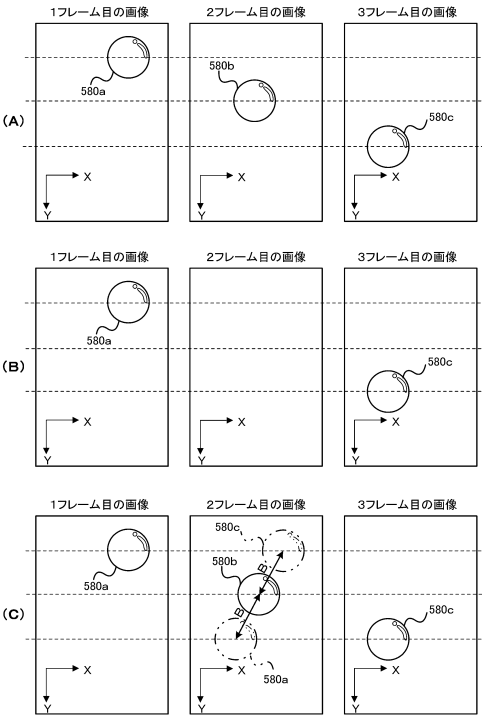 1フレーム目の画像 2フレーム目の画像 3フレーム目の画像
580a
580b
580c
(A)
X X X
Y Y Y
1フレーム目の画像 2フレーム目の画像 3フレーム目の画像
580a
580c
(B)
X X X
Y Y Y
1フレーム目の画像 2フレーム目の画像 3フレーム目の画像
580c
580b
B
580a
580c
(C)
B
580a
X X X
Y Y Y